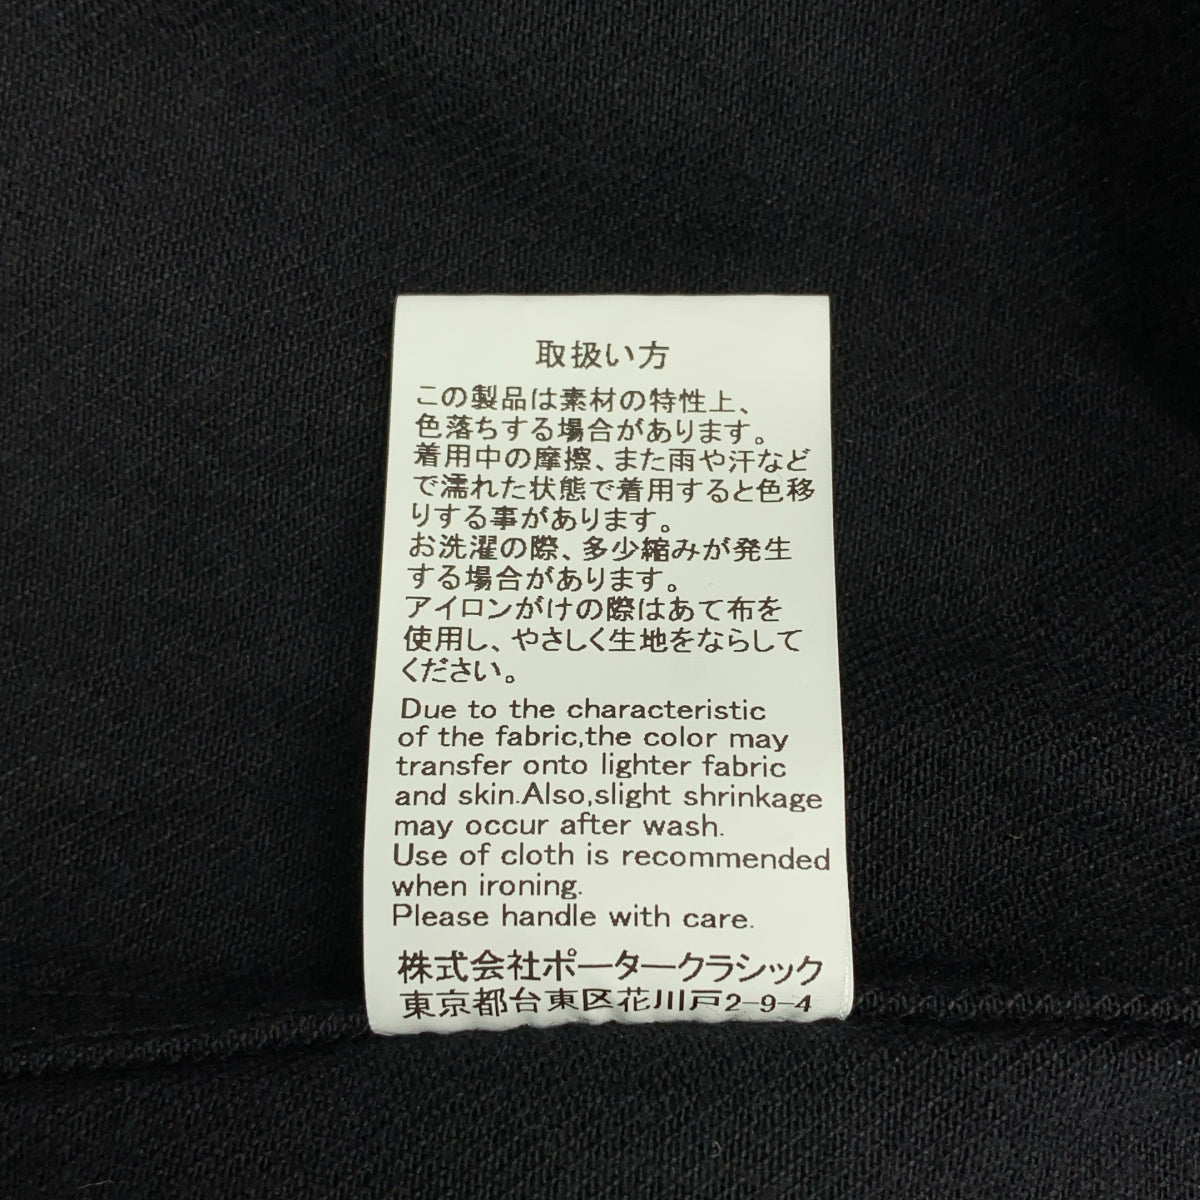 取扱い方
この製品は素材の特性上、
色落ちする場合があります。
着用中の摩擦、また雨や汗など
で濡れた状態で着用すると色移
りする事があります。
お洗濯の際、多少縮みが発生
する場合があります。
アイロンがけの際はあて布を
使用し、やさしく生地をならして
ください。
Due to the characteristic
of the fabric,the color may
transfer onto lighter fabric
and skin.Also,slight shrinkage
may occur after wash.
Use of cloth is recommended
when ironing.
Please handle with care.
株式会社ポータークラシック
東京都台東区花川戸2-9-4